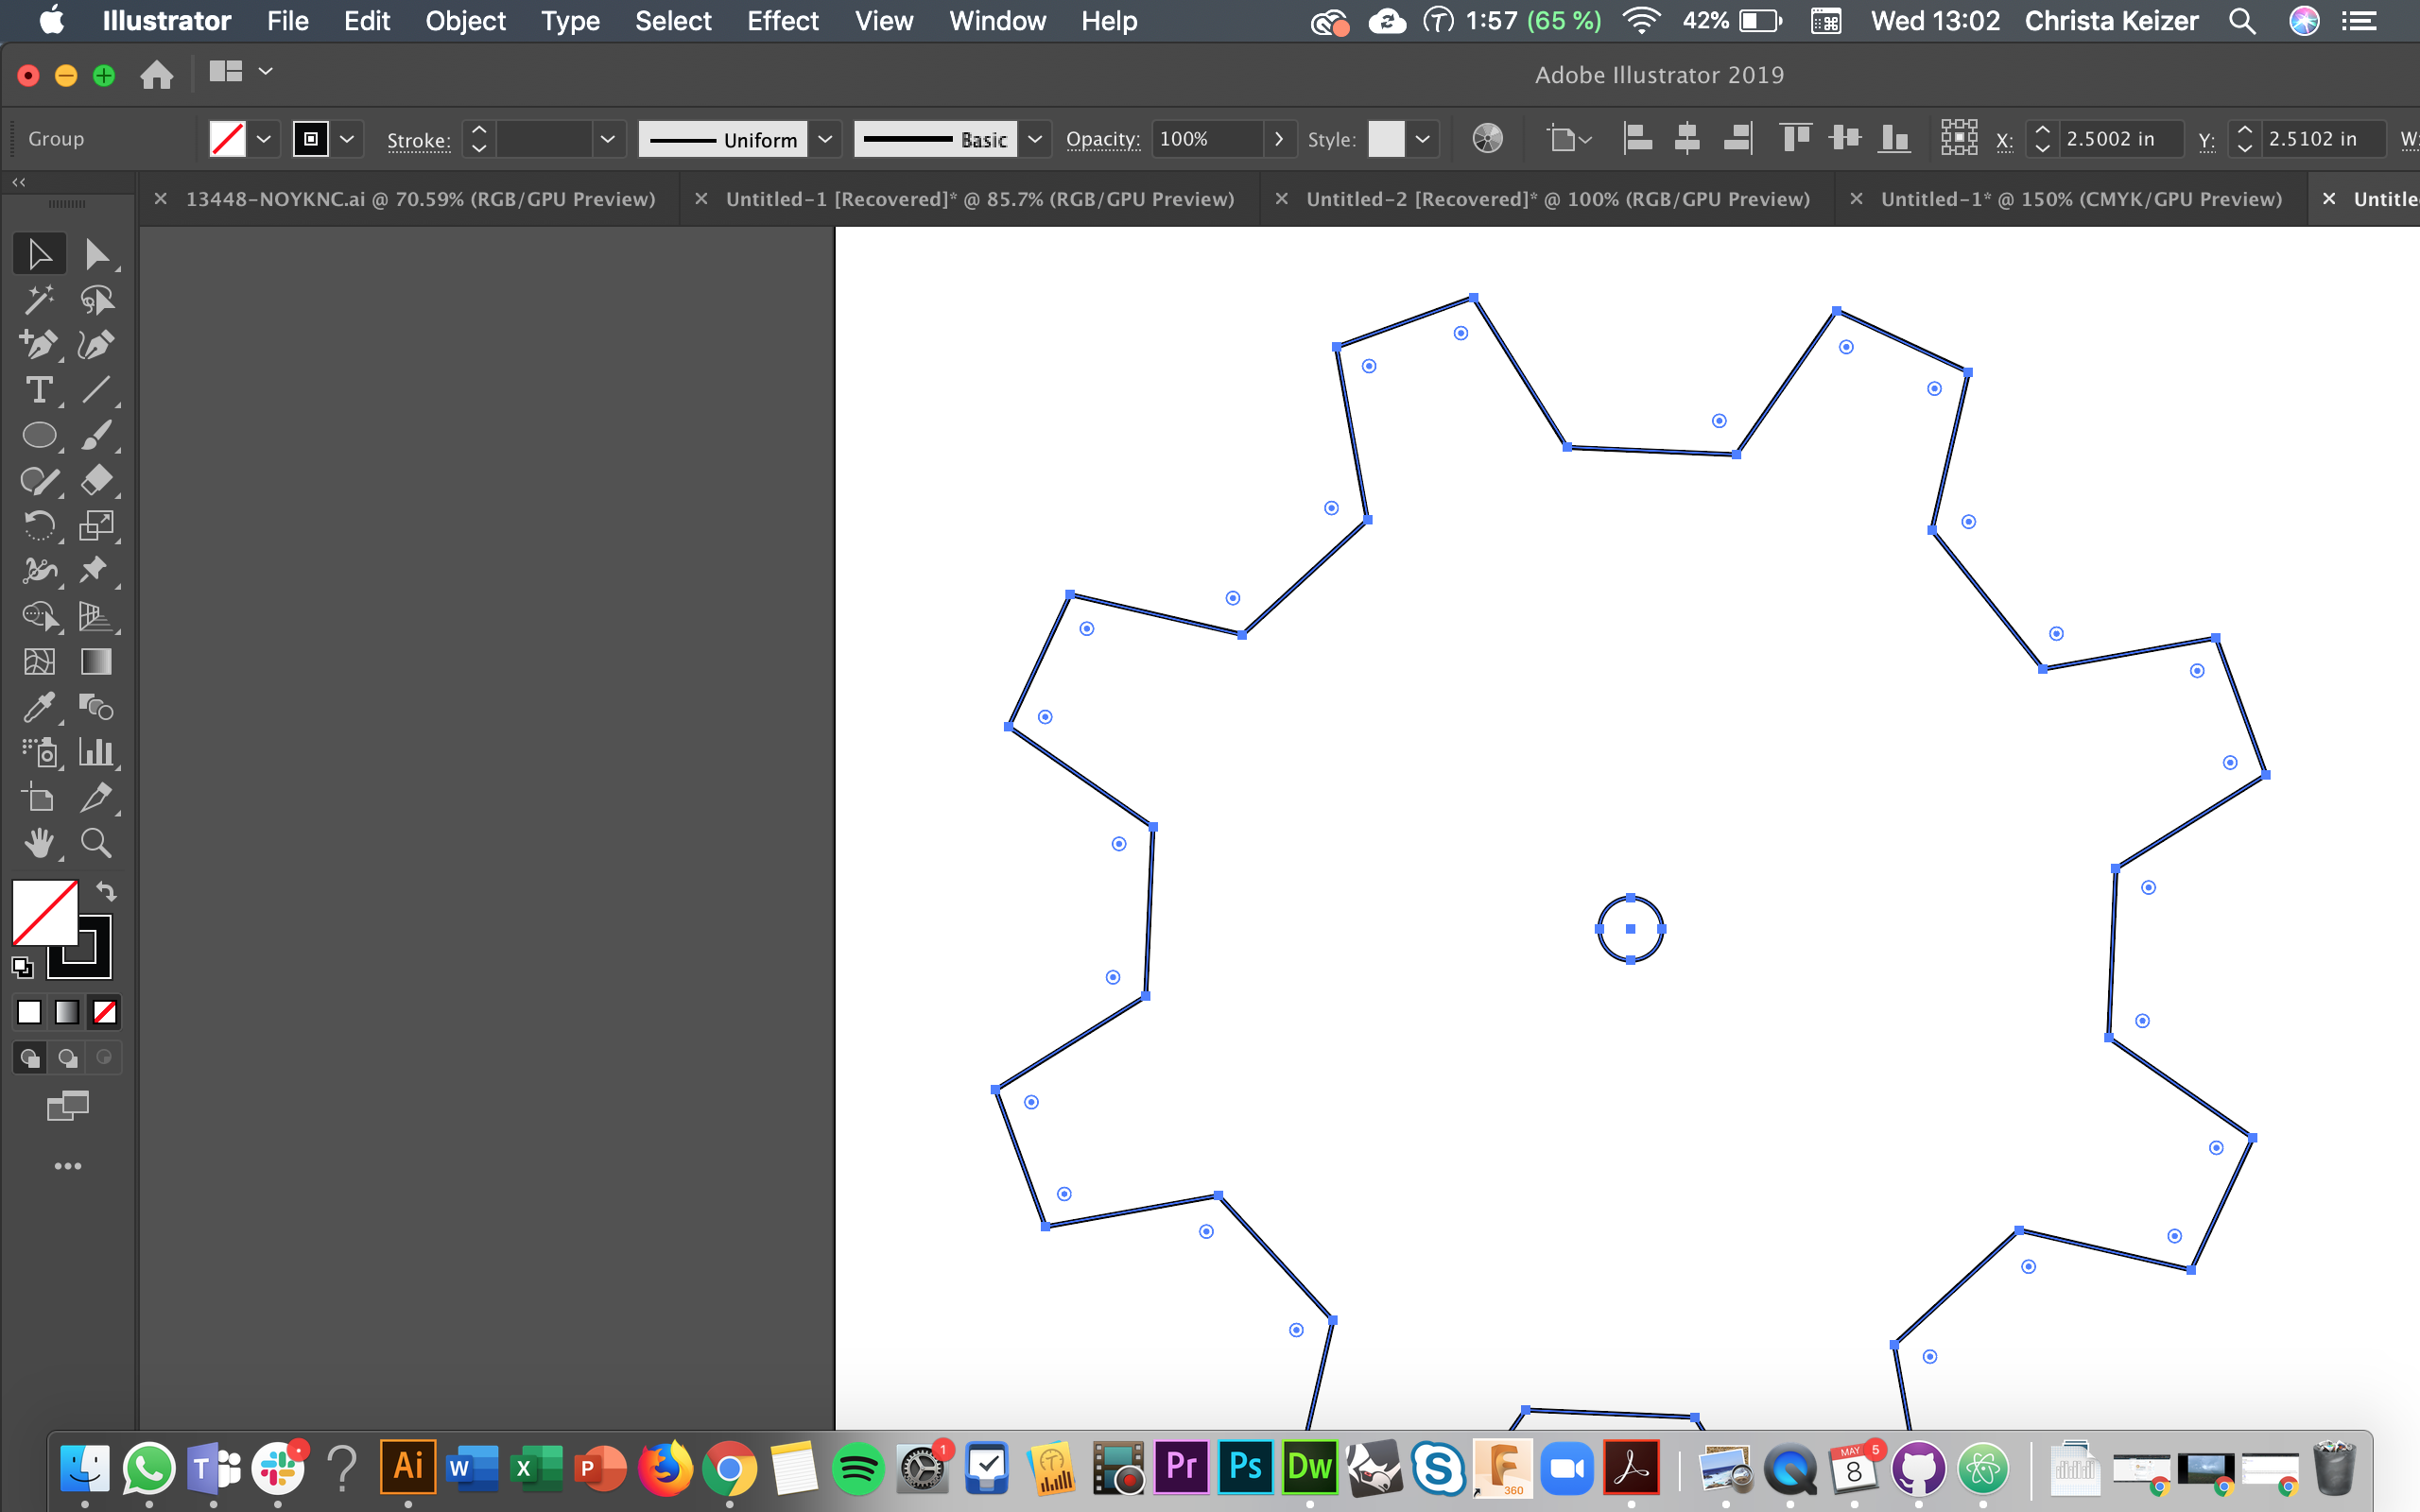 Illustrator File Edit Object Type Select Effect View Window Help 1:57 (65 %) 42% Wed 13:02 Christa Keizer
Adobe Illustrator 2019
Group Stroke: Uniform Basic Opacity: 100% Style: X: 2.5002 in Y: 2.5102 in W:
13448-NOYKNC.ai @ 70.59% (RGB/GPU Preview) Untitled-1 [Recovered]* @ 85.7% (RGB/GPU Preview) Untitled-2 [Recovered]* @ 100% (RGB/GPU Preview) Untitled-1* @ 150% (CMYK/GPU Preview) Untitle
T
Ai W X P 1 Pr Ps Dw S F 360 MAY 8 5